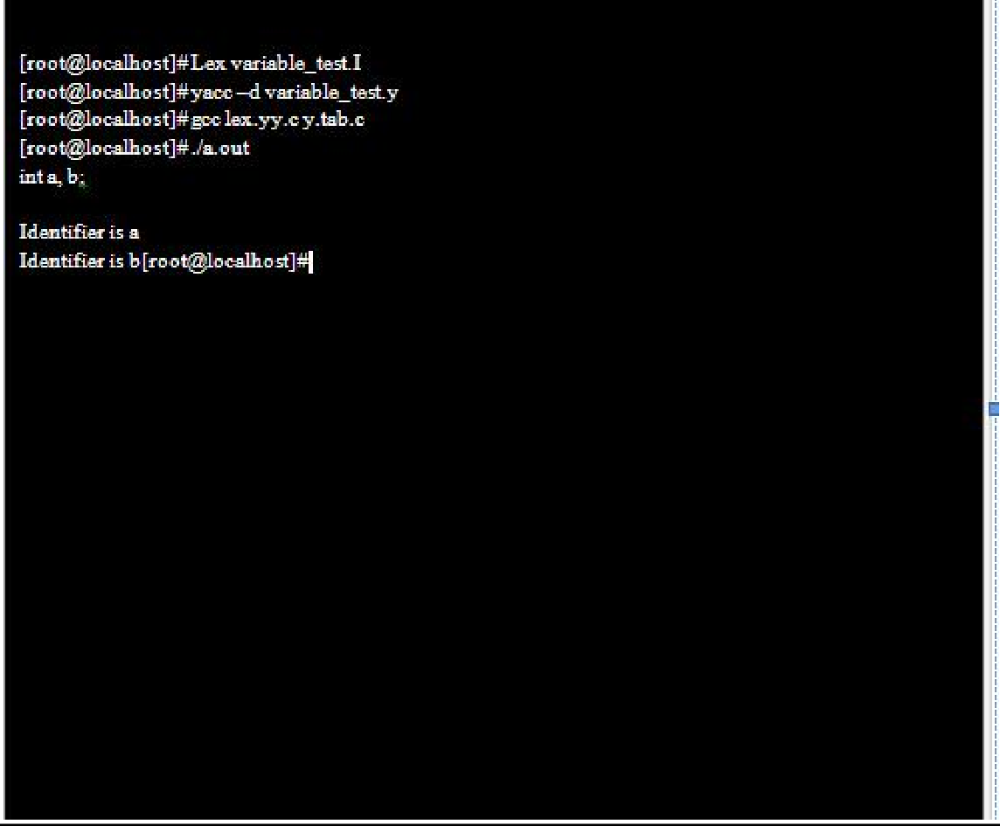 [root@localhost]#Lex variable_test.I
[root@localhost]#yacc –d variable_test.y
[root@localhost]#gcc lex.yy.c y.tab.c
[root@localhost]#./a.out
int a, b;
Identifier is a
Identifier is b[root@localhost]#